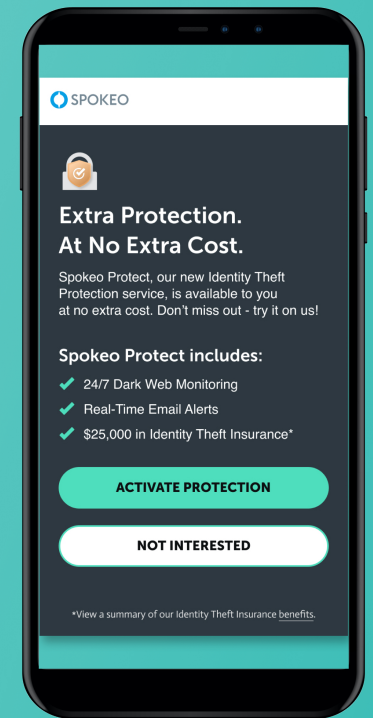 SPOKEO
Extra Protection.
At No Extra Cost.
Spokeo Protect, our new Identity Theft
Protection service, is available to you
at no extra cost. Don't miss out - try it on us!
Spokeo Protect includes:
24/7 Dark Web Monitoring
Real-Time Email Alerts
$25,000 in Identity Theft Insurance*
ACTIVATE PROTECTION
NOT INTERESTED
*View a summary of our Identity Theft Insurance benefits.